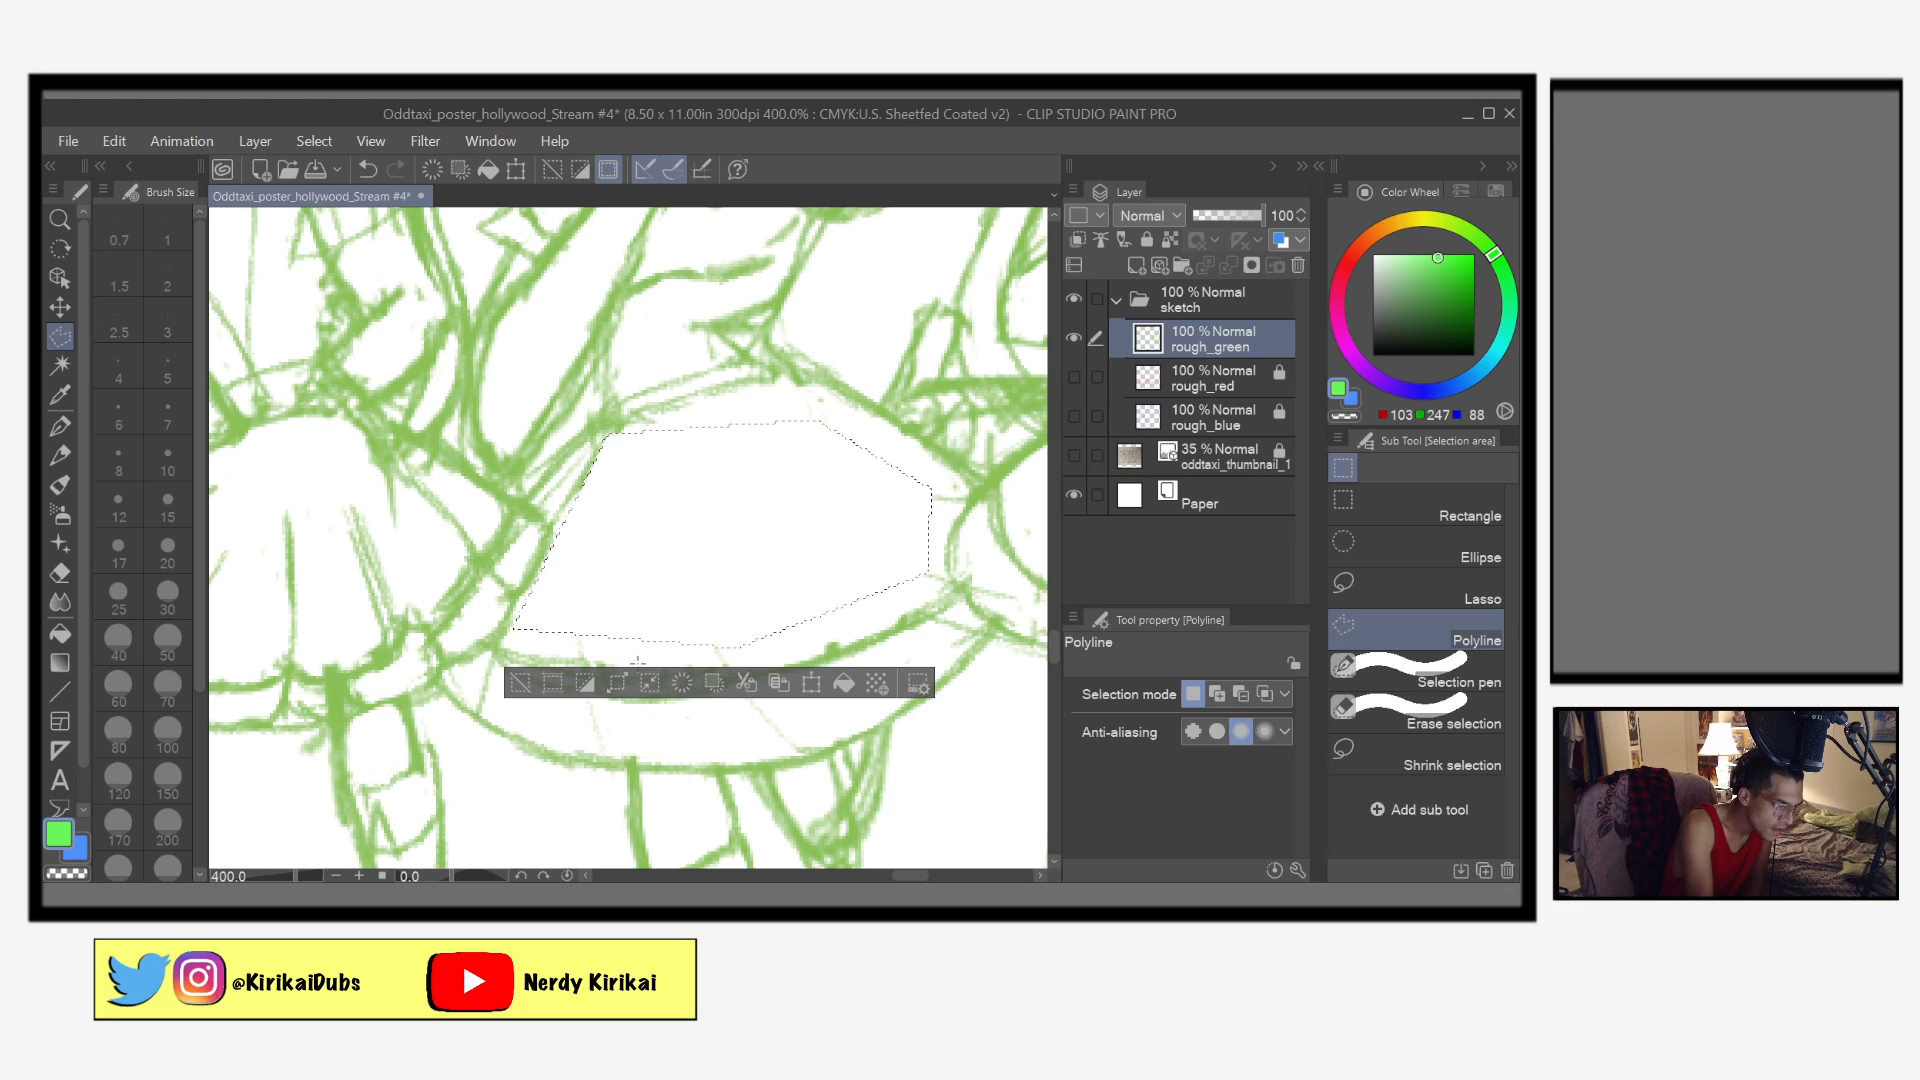 Oddtaxi_poster_hollywood_Stream #4* (8.50 x 11.00in 300dpi 400.0% : CMYK:U.S. Sheetfed Coated v2)  - CLIP STUDIO PAINT PRO
File Edit Animation Layer Select View Filter Window Help
Brush Size
Oddtaxi_poster_hollywood_Stream #4*
0.7 1
1.5 2
2.5 3
4 5
6 7
8 10
12 15
17 20
25 30
40 50
60 70
80 100
120 150
170 200
400.0 0.0
Layer
Normal 100
100 % Normal
sketch
100 % Normal
rough_green
100 % Normal
rough_red
100 % Normal
rough_blue
35 % Normal
oddtaxi_thumbnail_1
Paper
Tool property [Polyline]
Polyline
Selection mode
Anti-aliasing
Color Wheel
103 247 88
Sub Tool [Selection area]
Rectangle
Ellipse
Lasso
Polyline
Selection pen
Erase selection
Shrink selection
Add sub tool
@KirikaiDubs
Nerdy Kirikai